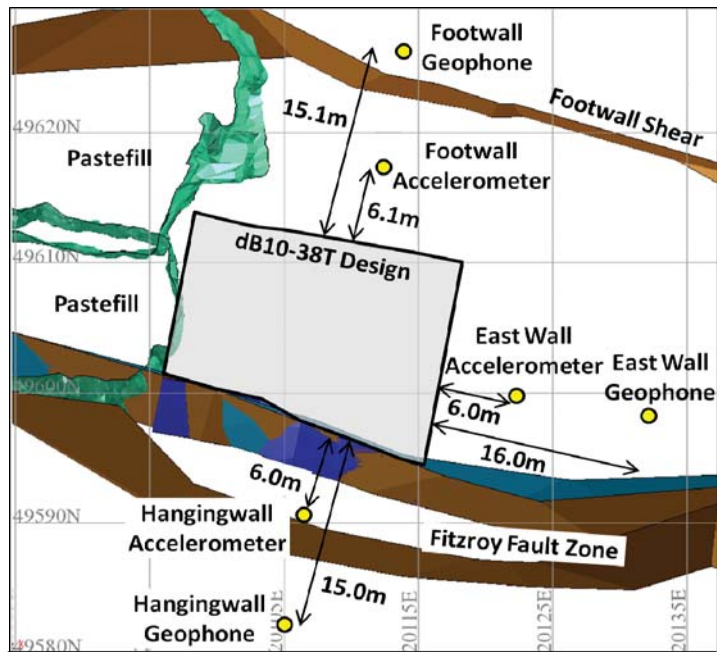 Footwall
Geophone
15.1m
Footwall Shear
49620N
Pastefill
Footwall
Accelerometer
6.1m
dB10-38T Design
49610N
Pastefill
East Wall
Accelerometer
East Wall
Geophone
49600N
6.0m
16.0m
6.0m
49590N
Hangingwall
Accelerometer
Fitzroy Fault Zone
15.0m
Hangingwall
Geophone
20105E
20115E
20125E
20135E
49580N